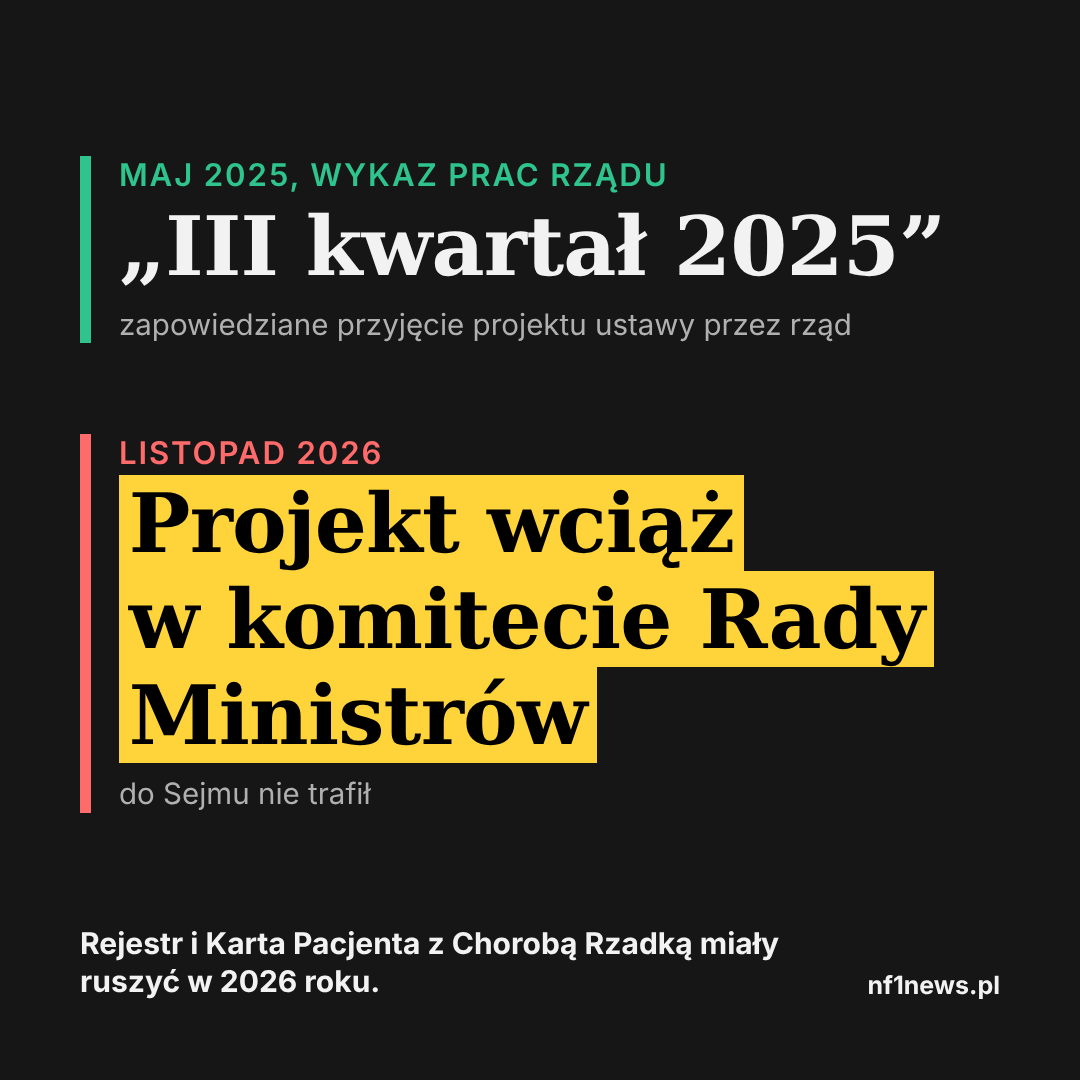 MAJ 2025, WYKAZ PRAC RZĄDU
„III kwartał 2025”
zapowiedziane przyjęcie projektu ustawy przez rząd
LISTOPAD 2026
Projekt wciąż
w komitecie Rady
Ministrów
do Sejmu nie trafił
Rejestr i Karta Pacjenta z Chorobą Rzadką miały
ruszyć w 2026 roku.
nf1news.pl